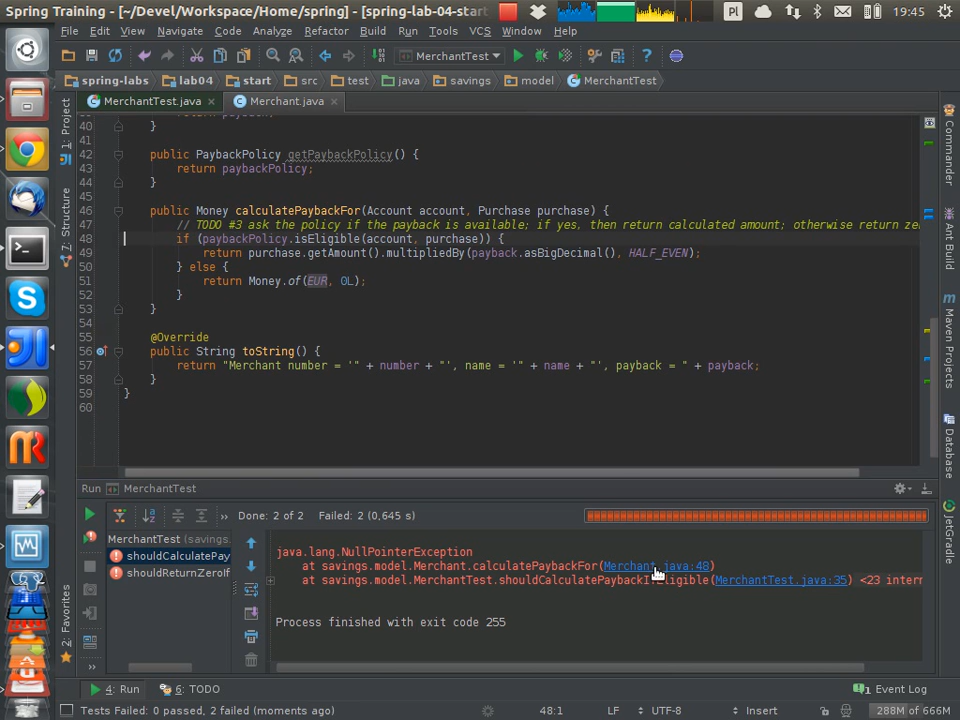 Spring Training - [~/Devel/Workspace/Home/spring] - [spring-lab-04-start
Pl
19:45
File Edit View Navigate Code Analyze Refactor Build Run Tools VCS Window Help
MerchantTest
spring-labs lab04 start src test java savings model MerchantTest
MerchantTest.java Merchant.java
1: Project
7: Structure
2: Favorites
40 }
41
42 public PaybackPolicy getPaybackPolicy() {
43 return paybackPolicy;
44 }
45
46 public Money calculatePaybackFor(Account account, Purchase purchase) {
47 // TODO #3 ask the policy if the payback is available; if yes, then return calculated amount; otherwise return ze
48 if (paybackPolicy.isEligible(account, purchase)) {
49 return purchase.getAmount().multipliedBy(payback.asBigDecimal(), HALF_EVEN);
50 } else {
51 return Money.of(EUR, 0L);
52 }
53 }
54
55 @Override
56 public String toString() {
57 return "Merchant number = '" + number + "', name = '" + name + "', payback = " + payback;
58 }
59 }
60
Commander
Ant Build
Maven Projects
Database
JetGradle
Run MerchantTest
Done: 2 of 2 Failed: 2 (0,645 s)
MerchantTest (savings
shouldCalculatePay
shouldReturnZeroIf
java.lang.NullPointerException
at savings.model.Merchant.calculatePaybackFor(Merchant.java:48)
at savings.model.MerchantTest.shouldCalculatePaybackIfEligible(MerchantTest.java:35) <23 intern
Process finished with exit code 255
4: Run 6: TODO
1 Event Log
Tests Failed: 0 passed, 2 failed (moments ago)
48:1 LF UTF-8 Insert 288M of 666M